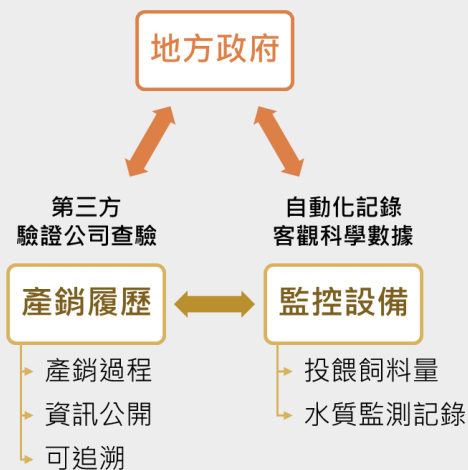 地方政府
第三方
驗證公司查驗
產銷履歷
產銷過程
資訊公開
可追溯
自動化記錄
客觀科學數據
監控設備
投餵飼料量
水質監測記錄